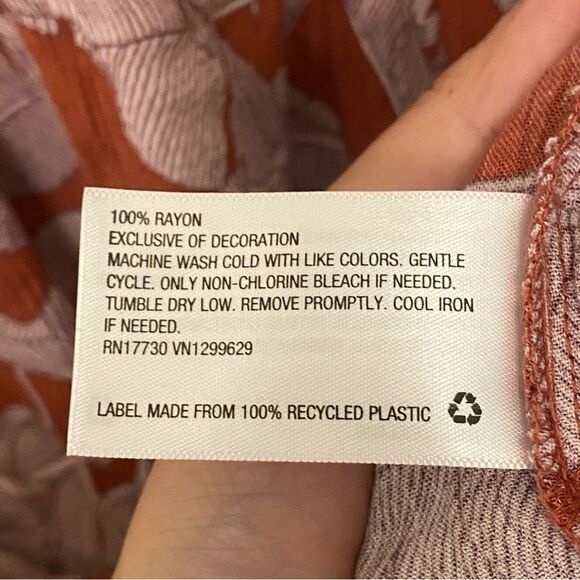 100% RAYON
EXCLUSIVE OF DECORATION
MACHINE WASH COLD WITH LIKE COLORS. GENTLE
CYCLE. ONLY NON-CHLORINE BLEACH IF NEEDED.
TUMBLE DRY LOW. REMOVE PROMPTLY. COOL IRON
IF NEEDED.
RN17730 VN1299629
LABEL MADE FROM 100% RECYCLED PLASTIC